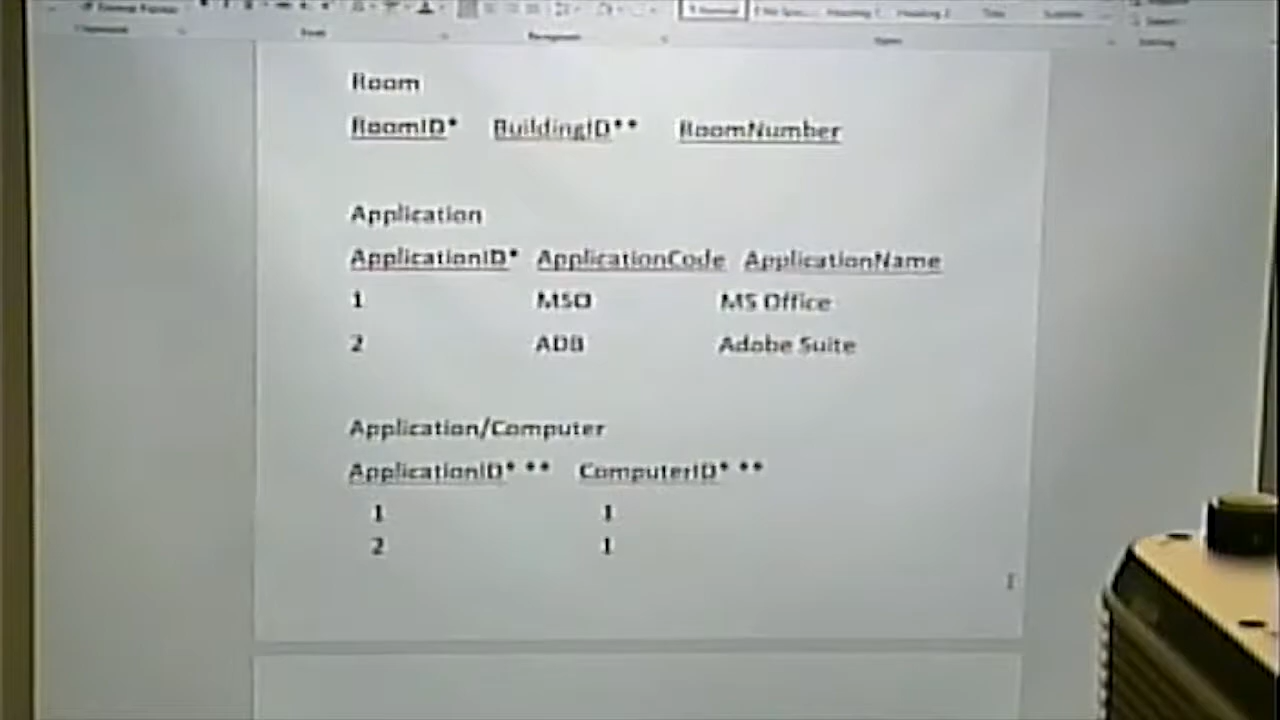 Room
RoomID* BuildingID** RoomNumber
Application
ApplicationID* ApplicationCode ApplicationName
1 MSO MS Office
2 ADB Adobe Suite
Application/Computer
ApplicationID* ** ComputerID* **
1 1
2 1